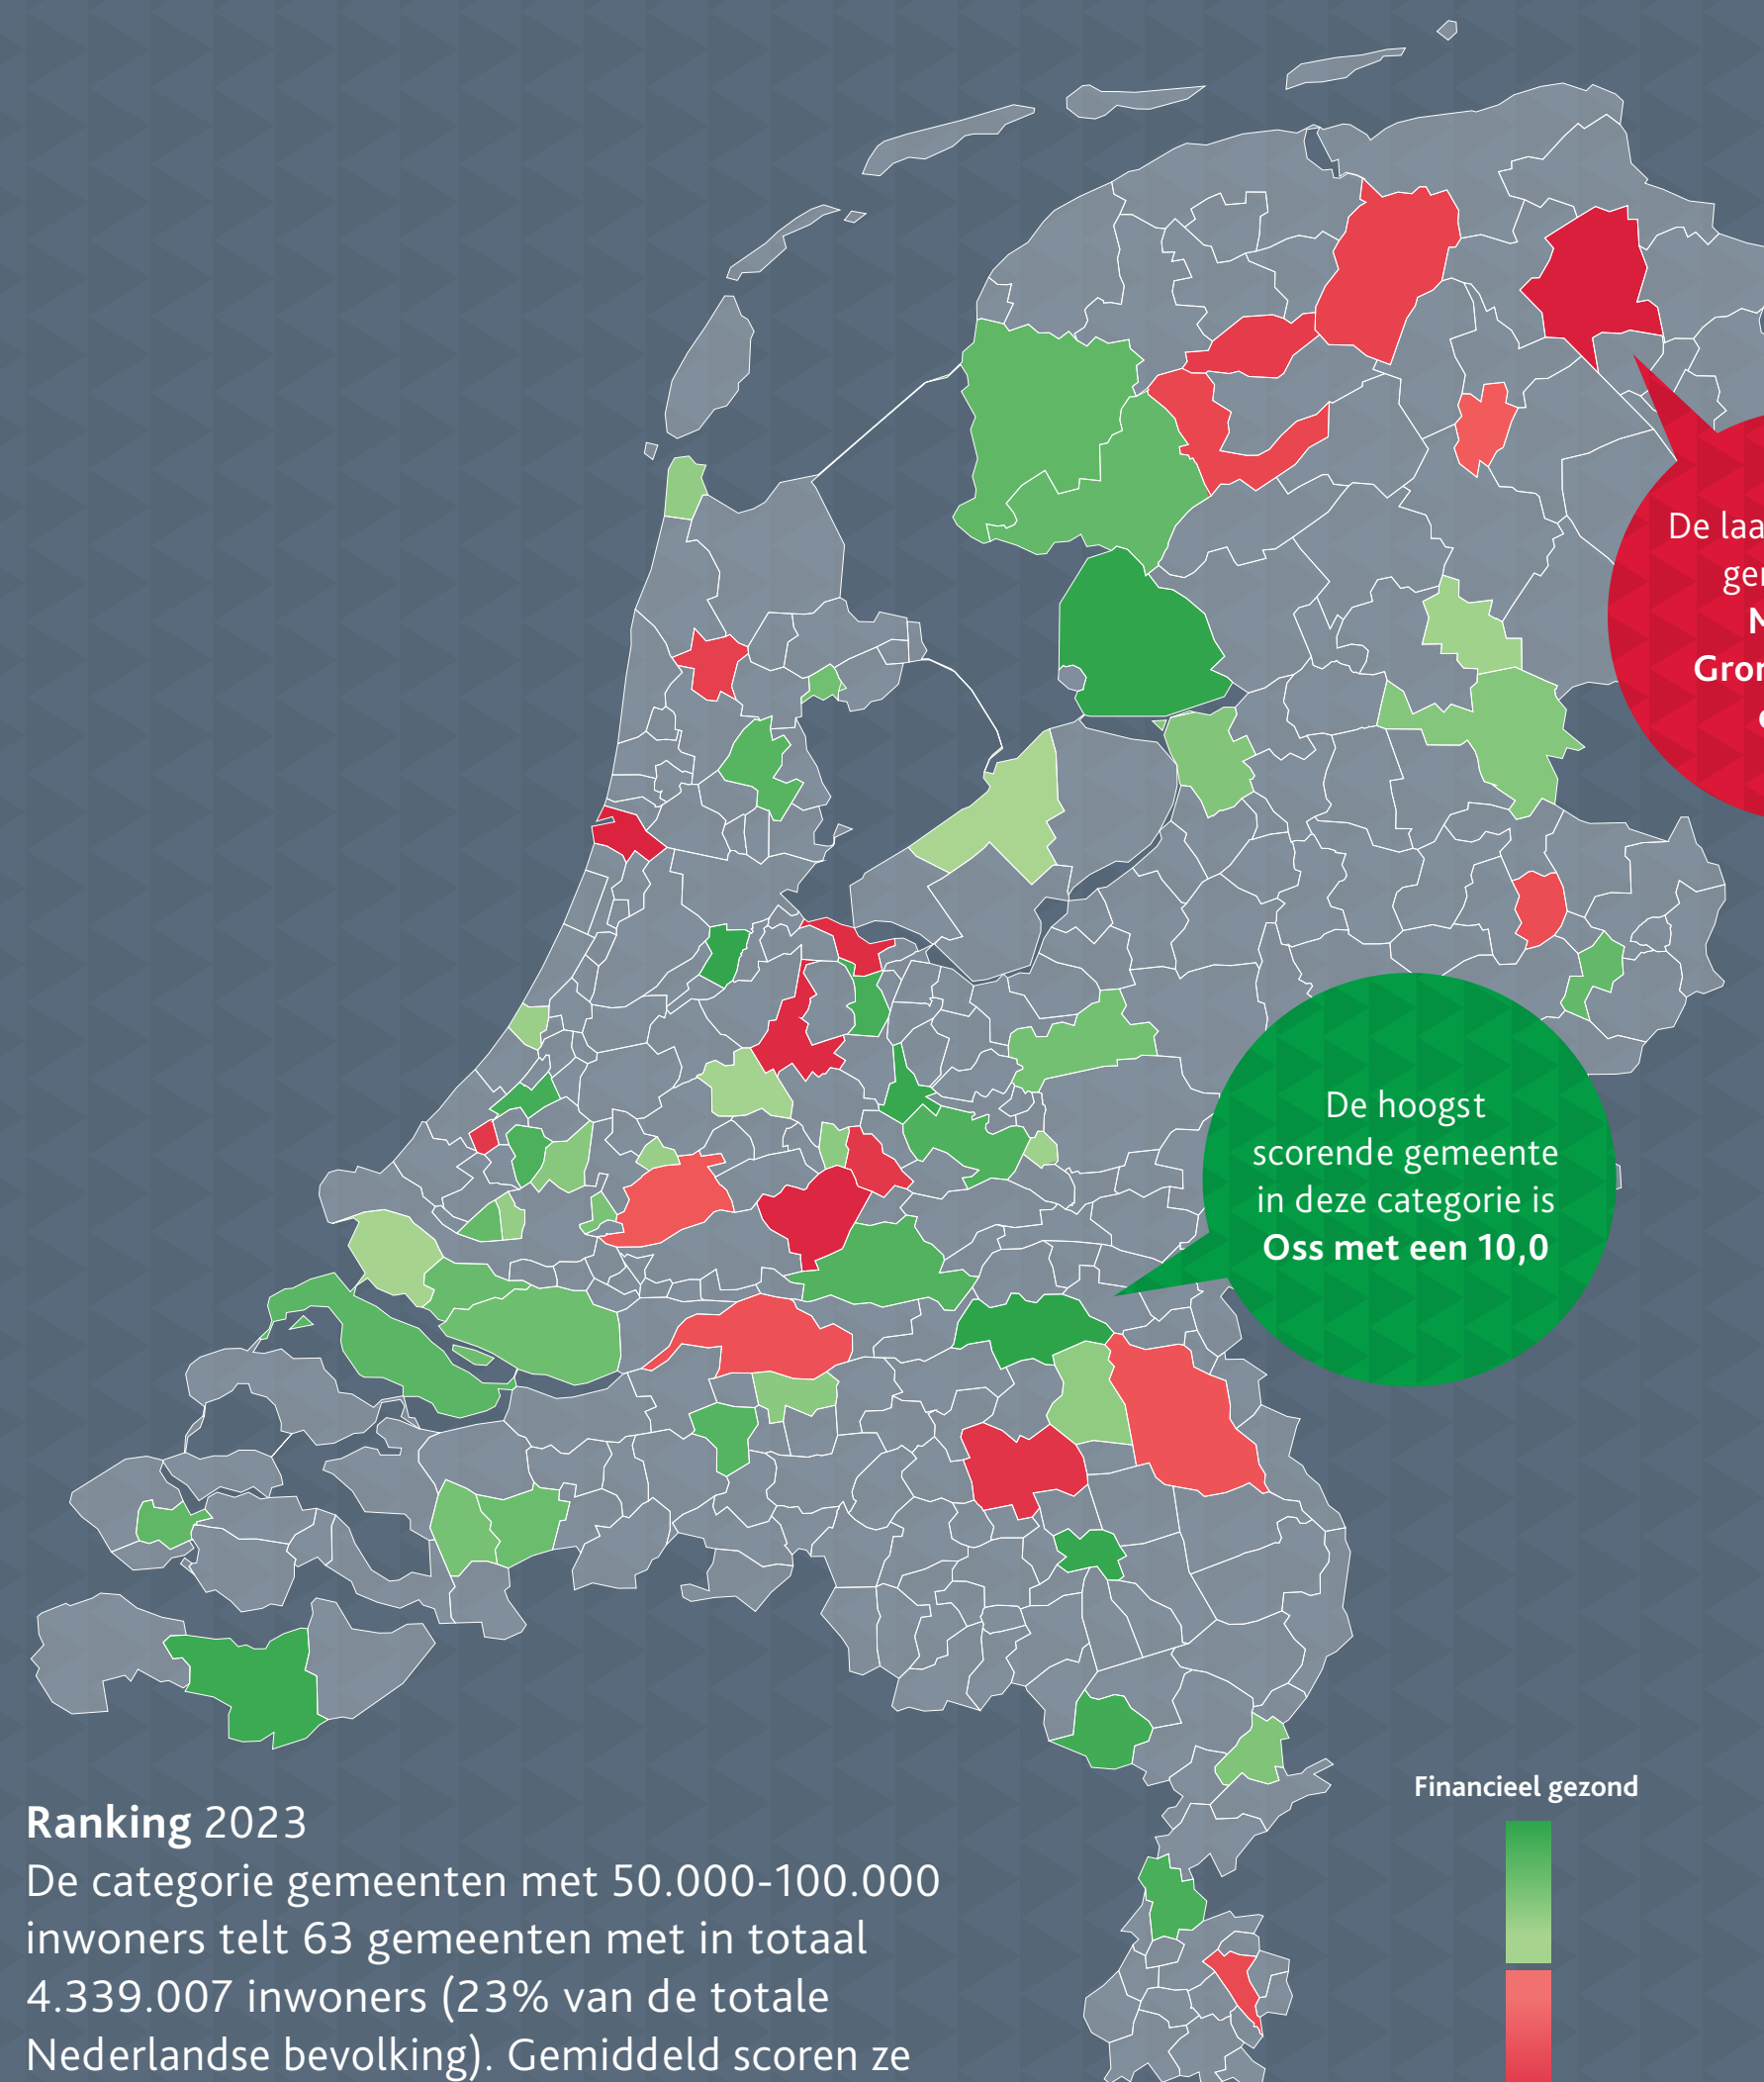 De hoogst
scorende gemeente
in deze categorie is
Oss met een 10,0
Financieel gezond
Ranking 2023
De categorie gemeenten met 50.000-100.000
inwoners telt 63 gemeenten met in totaal
4.339.007 inwoners (23% van de totale
Nederlandse bevolking). Gemiddeld scoren ze